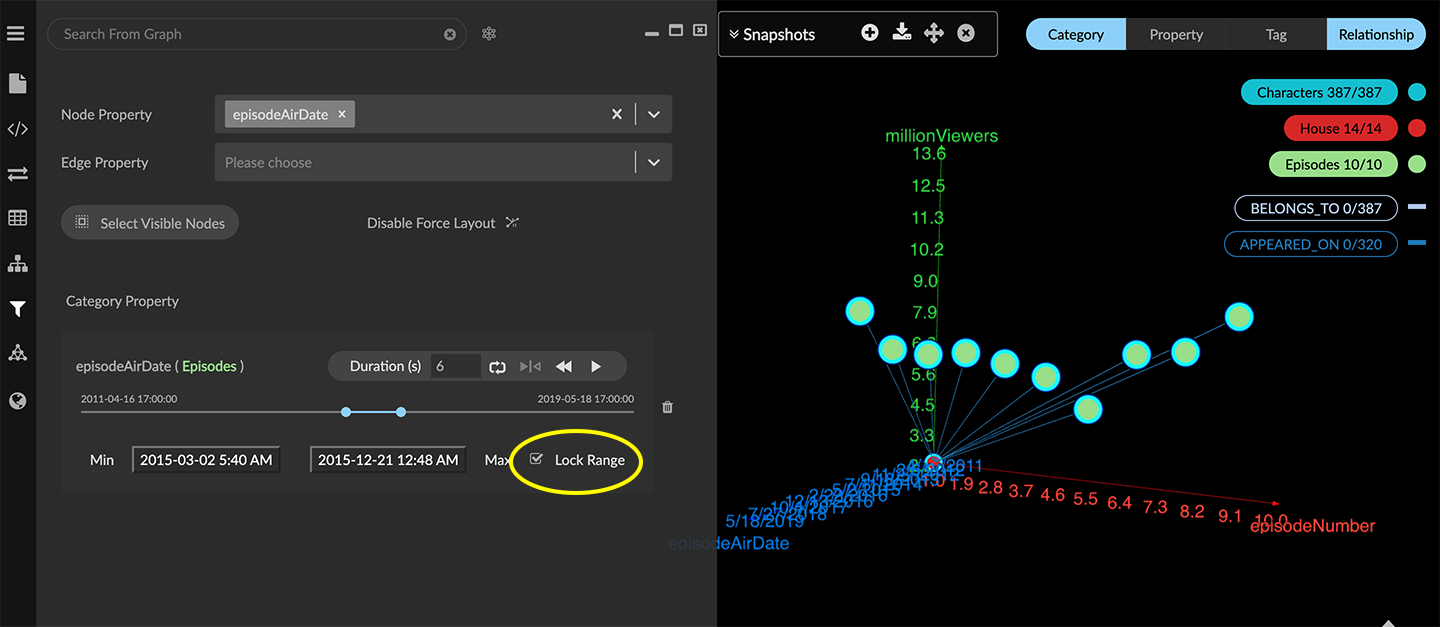 Search From Graph
Snapshots
Category
Property
Tag
Relationship
Characters 387/387
House 14/14
Episodes 10/10
BELONGS_TO 0/387
APPEARED_ON 0/320
Node Property
episodeAirDate ×
Edge Property
Please choose
Select Visible Nodes
Disable Force Layout
Category Property
episodeAirDate ( Episodes )
Duration (s) 6
2011-04-16 17:00:00
2019-05-18 17:00:00
Min
2015-03-02 5:40 AM
2015-12-21 12:48 AM
Max
Lock Range
millionViewers
13.6
12.5
11.3
10.2
9.0
7.9
5.6
4.5
3.3
1.9
2.8
3.7
4.6
5.5
6.4
7.3
8.2
9.1
10.0
episodeNumber
7/27/2018
5/18/2019
episodeAirDate